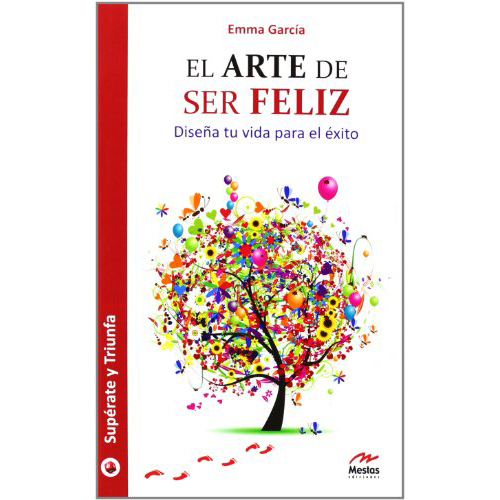 Emma García
EL ARTE DE
SER FELIZ
Diseña tu vida para el éxito
Supérate y Triunfa
Mestas
ediciones